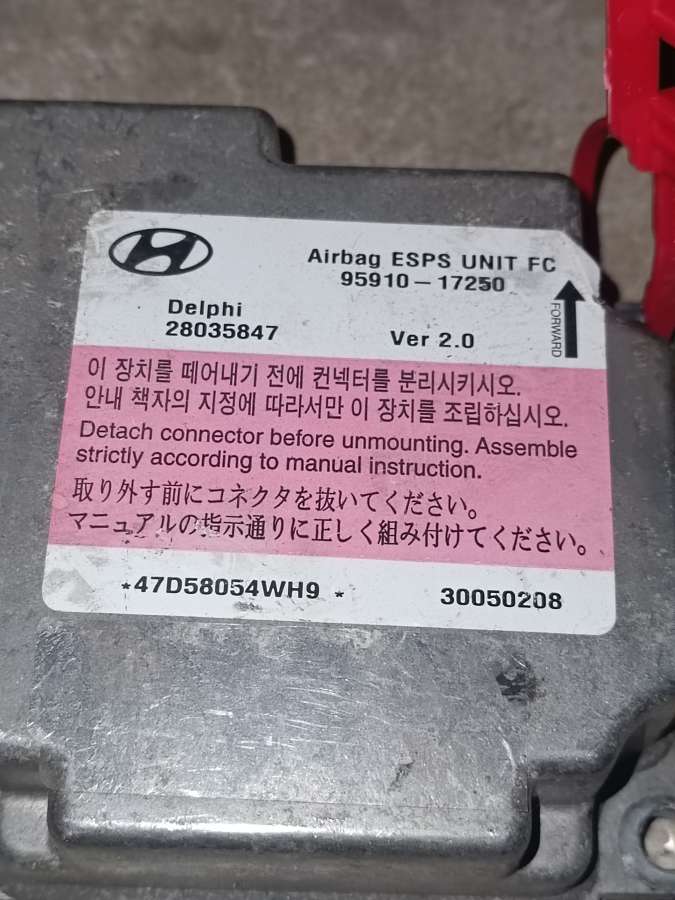 Airbag ESPS UNIT FC
95910-17250
Delphi
28035847
Ver 2.0
FORWARD
이 장치를 떼어내기 전에 컨넥터를 분리시키시오.
안내 책자의 지정에 따라서만 이 장치를 조립하십시오.
Detach connector before unmounting. Assemble
strictly according to manual instruction.
取り外す前にコネクタを抜いてください。
マニュアルの指示通りに正しく組み付けてください。
*47D58054WH9 *
30050208